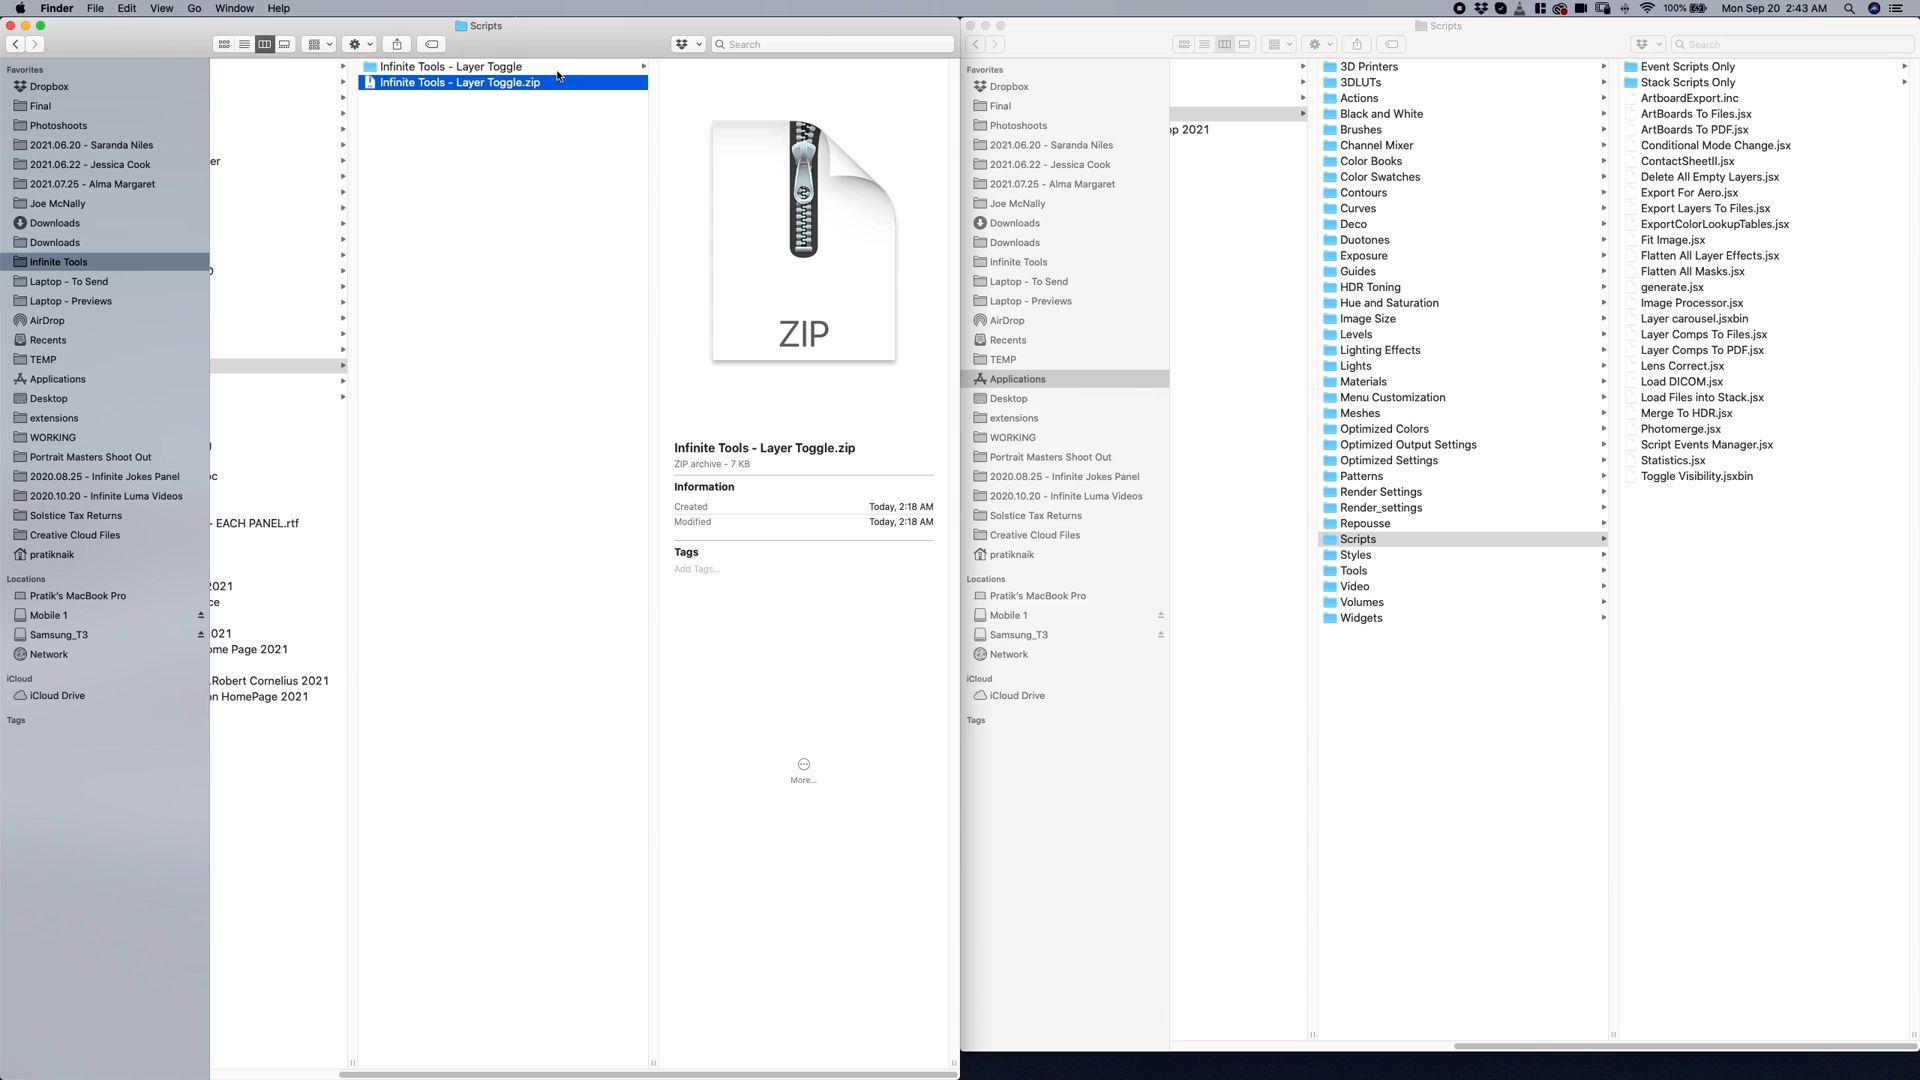 Finder File Edit View Go Window Help
100% Mon Sep 20 2:43 AM
Scripts
Search
Favorites
Dropbox
Final
Photoshoots
2021.06.20 - Saranda Niles
2021.06.22 - Jessica Cook
2021.07.25 - Alma Margaret
Joe McNally
Downloads
Downloads
Infinite Tools
Laptop - To Send
Laptop - Previews
AirDrop
Recents
TEMP
Applications
Desktop
extensions
WORKING
Portrait Masters Shoot Out
2020.08.25 - Infinite Jokes Panel
2020.10.20 - Infinite Luma Videos
Solstice Tax Returns
Creative Cloud Files
pratiknaik
Locations
Pratik's MacBook Pro
Mobile 1
Samsung_T3
Network
iCloud
iCloud Drive
Tags
er
- EACH PANEL.rtf
2021
ce
021
ome Page 2021
.Robert Cornelius 2021
on HomePage 2021
Infinite Tools - Layer Toggle
Infinite Tools - Layer Toggle.zip
ZIP
Infinite Tools - Layer Toggle.zip
ZIP archive - 7 KB
Information
Created Today, 2:18 AM
Modified Today, 2:18 AM
Tags
Add Tags...
More...
Scripts
Search
Favorites
Dropbox
Final
Photoshoots
2021.06.20 - Saranda Niles
2021.06.22 - Jessica Cook
2021.07.25 - Alma Margaret
Joe McNally
Downloads
Downloads
Infinite Tools
Laptop - To Send
Laptop - Previews
AirDrop
Recents
TEMP
Applications
Desktop
extensions
WORKING
Portrait Masters Shoot Out
2020.08.25 - Infinite Jokes Panel
2020.10.20 - Infinite Luma Videos
Solstice Tax Returns
Creative Cloud Files
pratiknaik
Locations
Pratik's MacBook Pro
Mobile 1
Samsung_T3
Network
iCloud
iCloud Drive
Tags
op 2021
3D Printers
3DLUTs
Actions
Black and White
Brushes
Channel Mixer
Color Books
Color Swatches
Contours
Curves
Deco
Duotones
Exposure
Guides
HDR Toning
Hue and Saturation
Image Size
Levels
Lighting Effects
Lights
Materials
Menu Customization
Meshes
Optimized Colors
Optimized Output Settings
Optimized Settings
Patterns
Render Settings
Render_settings
Repousse
Scripts
Styles
Tools
Video
Volumes
Widgets
Event Scripts Only
Stack Scripts Only
ArtboardExport.inc
ArtBoards To Files.jsx
ArtBoards To PDF.jsx
Conditional Mode Change.jsx
ContactSheetII.jsx
Delete All Empty Layers.jsx
Export For Aero.jsx
Export Layers To Files.jsx
ExportColorLookupTables.jsx
Fit Image.jsx
Flatten All Layer Effects.jsx
Flatten All Masks.jsx
generate.jsx
Image Processor.jsx
Layer carousel.jsxbin
Layer Comps To Files.jsx
Layer Comps To PDF.jsx
Lens Correct.jsx
Load DICOM.jsx
Load Files into Stack.jsx
Merge To HDR.jsx
Photomerge.jsx
Script Events Manager.jsx
Statistics.jsx
Toggle Visibility.jsxbin